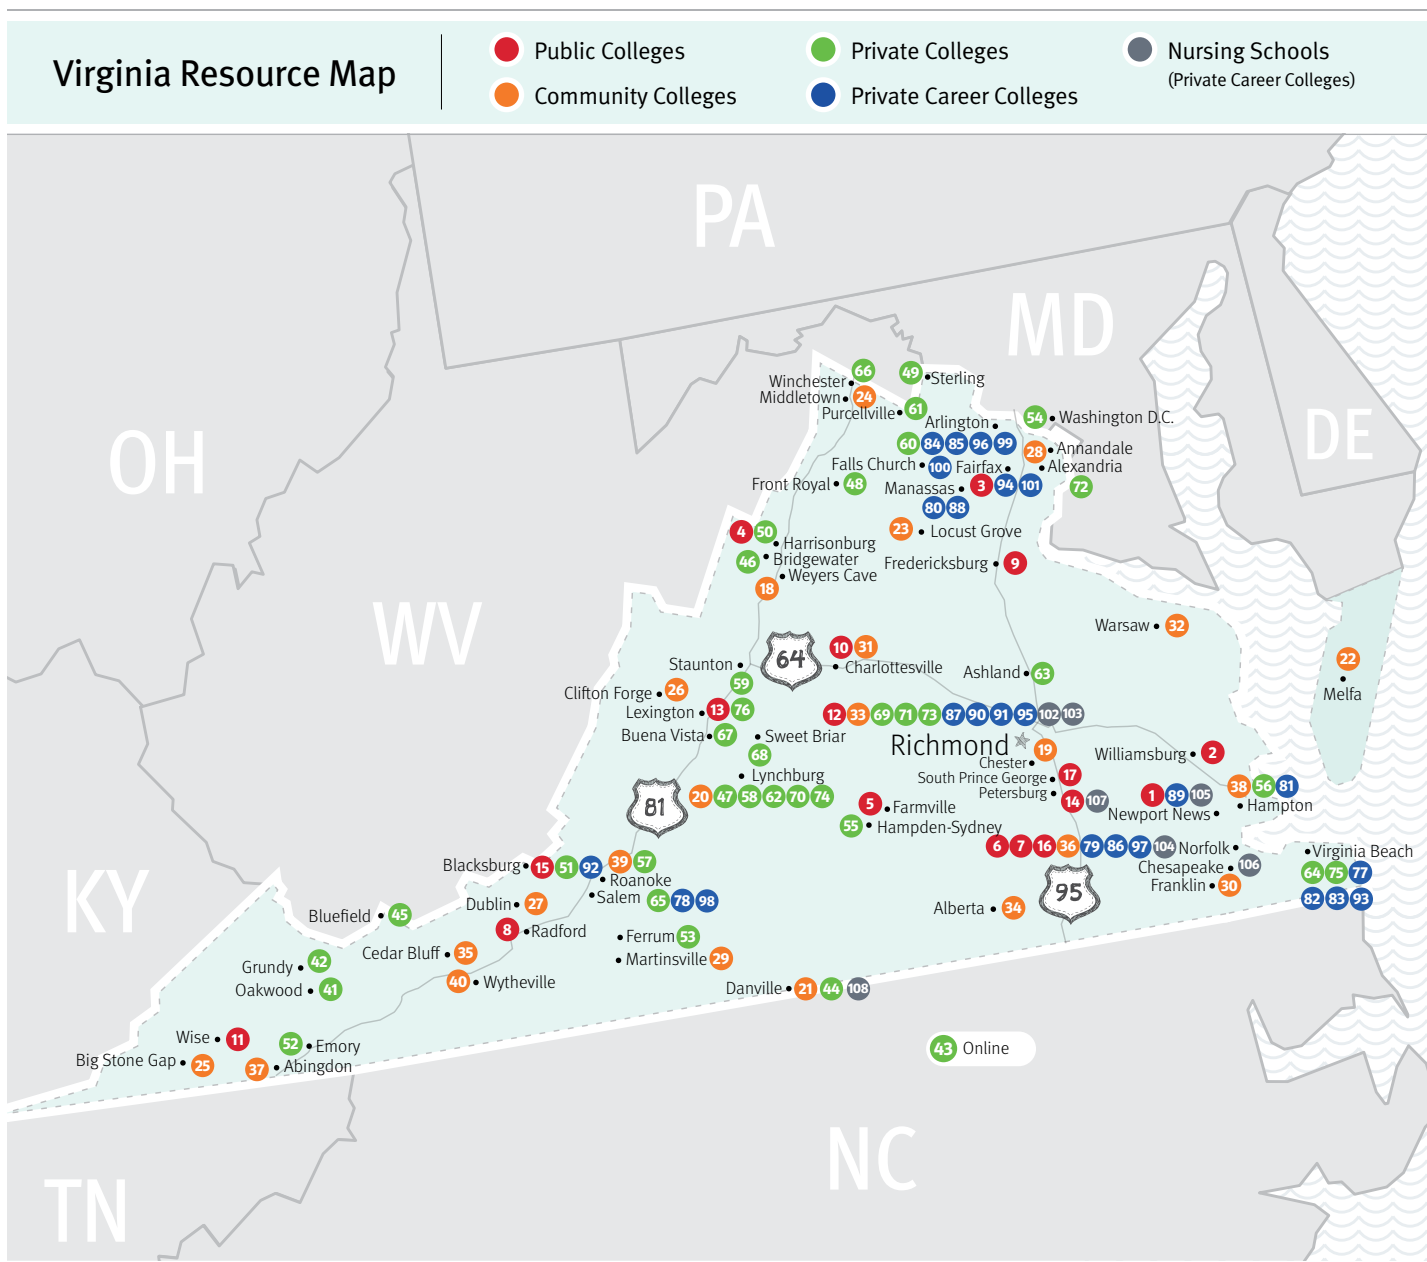 Virginia Resource Map
Public Colleges
Private Colleges
Nursing Schools
(Private Career Colleges)
Community Colleges
Private Career Colleges
PA
MD
DE
OH
WV
KY
TN
NC
66
Winchester
49
Sterling
Middletown
24
Purcellville
61
54
Washington D.C.
Arlington
60 84 85 96 99
28
Annandale
Falls Church
100
Fairfax
Alexandria
72
Front Royal
48
Manassas
3 94 101
80 88
4 50
Harrisonburg
23
Locust Grove
46
Bridgewater
Fredericksburg
9
Weyers Cave
18
Warsaw
32
64
10 31
Charlottesville
Staunton
59
Ashland
63
22
Melfa
Clifton Forge
26
Lexington
13 76
12 33 69 71 73 87 90 91 95 102 103
Buena Vista
67
Sweet Briar
68
Richmond
19
Chester
Williamsburg
2
Lynchburg
20 47 58 62 70 74
South Prince George
17
Petersburg
14 107
1 89 105
Newport News
38 56 81
Hampton
81
5
Farmville
55
Hampden-Sydney
6 7 16 36 79 86 97 104
Norfolk
Virginia Beach
64 75 77
82 83 93
Chesapeake
106
Franklin
30
Blacksburg
15 51 92
39 57
Roanoke
Salem
65 78 98
95
Dublin
27
Alberta
34
Bluefield
45
8
Radford
Ferrum
53
Cedar Bluff
35
Martinsville
29
Grundy
42
40
Wytheville
Oakwood
41
Danville
21 44 108
Wise
11
52
Emory
43 Online
Big Stone Gap
25
37
Abingdon